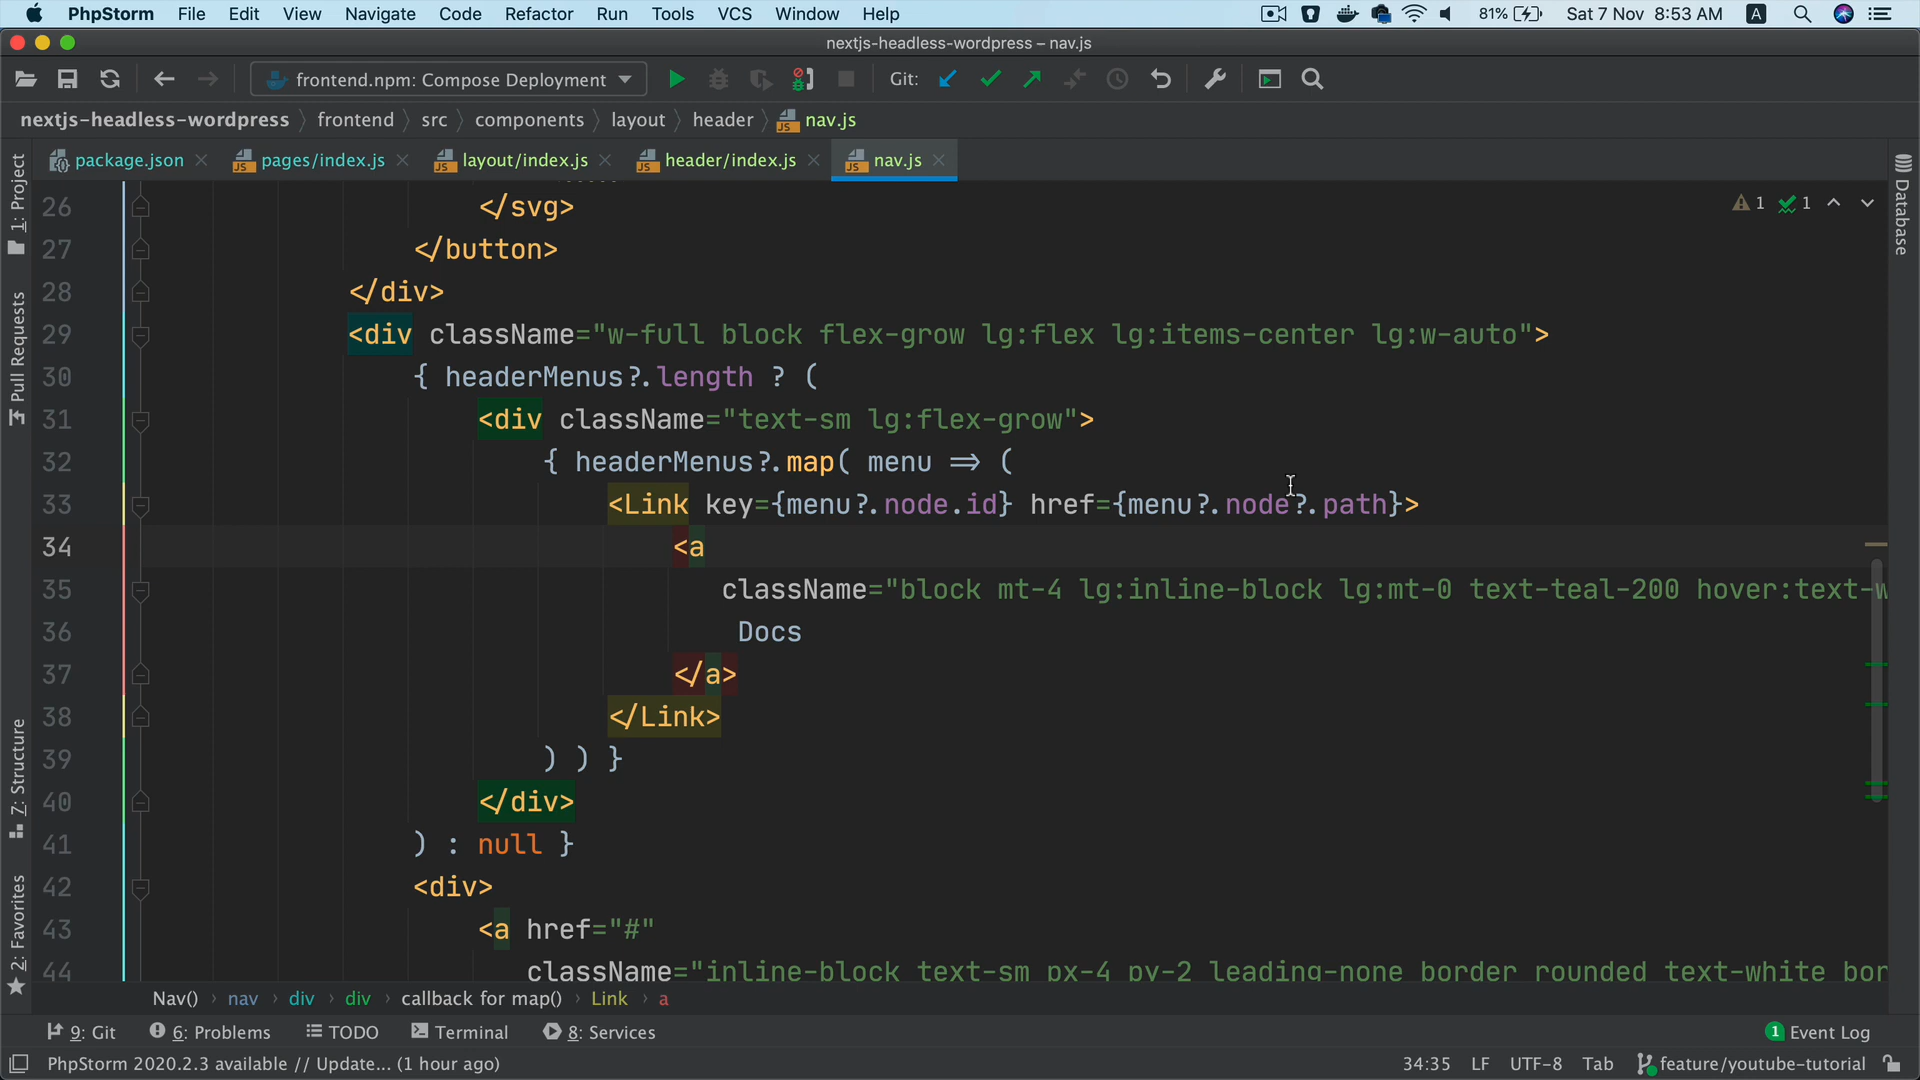 PhpStorm File Edit View Navigate Code Refactor Run Tools VCS Window Help 81% Sat 7 Nov 8:53 AM A
nextjs-headless-wordpress – nav.js
frontend.npm: Compose Deployment Git:
nextjs-headless-wordpress frontend src components layout header nav.js
package.json pages/index.js layout/index.js header/index.js nav.js
1: Project
Pull Requests
7: Structure
2: Favorites
Database
1 1
26 </svg>
27 </button>
28 </div>
29 <div className="w-full block flex-grow lg:flex lg:items-center lg:w-auto">
30 { headerMenus?.length ? (
31 <div className="text-sm lg:flex-grow">
32 { headerMenus?.map( menu => (
33 <Link key={menu?.node.id} href={menu?.node?.path}>
34 <a
35 className="block mt-4 lg:inline-block lg:mt-0 text-teal-200 hover:text-w
36 Docs
37 </a>
38 </Link>
39 ) ) }
40 </div>
41 ) : null }
42 <div>
43 <a href="#"
44 className="inline-block text-sm px-4 py-2 leading-none border rounded text-white bor
Nav() nav div div callback for map() Link a
9: Git 6: Problems TODO Terminal 8: Services 1 Event Log
PhpStorm 2020.2.3 available // Update... (1 hour ago) 34:35 LF UTF-8 Tab feature/youtube-tutorial